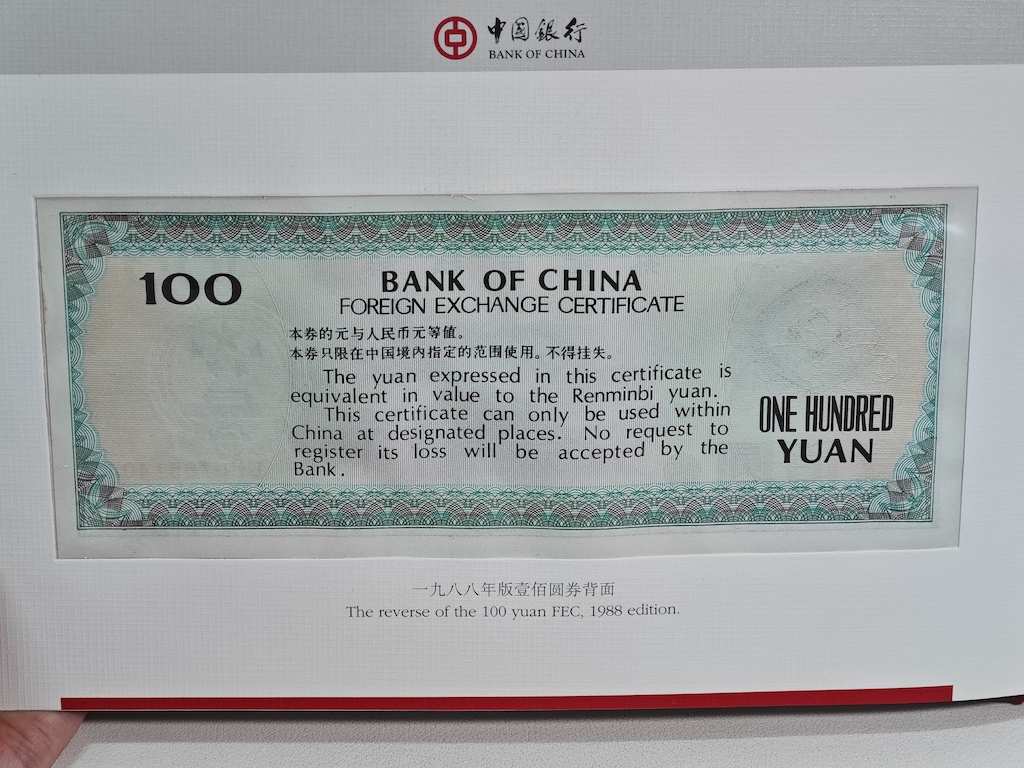 中国銀行
BANK OF CHINA
100
BANK OF CHINA
FOREIGN EXCHANGE CERTIFICATE
本券的元与人民币元等值。
本券只限在中国境内指定的范围使用。不得挂失。
The yuan expressed in this certificate is
equivalent in value to the Renminbi yuan.
This certificate can only be used within
China at designated places. No request to
register its loss will be accepted by the
Bank.
ONE HUNDRED
YUAN
一九八八年版壹佰圆券背面
The reverse of the 100 yuan FEC, 1988 edition.